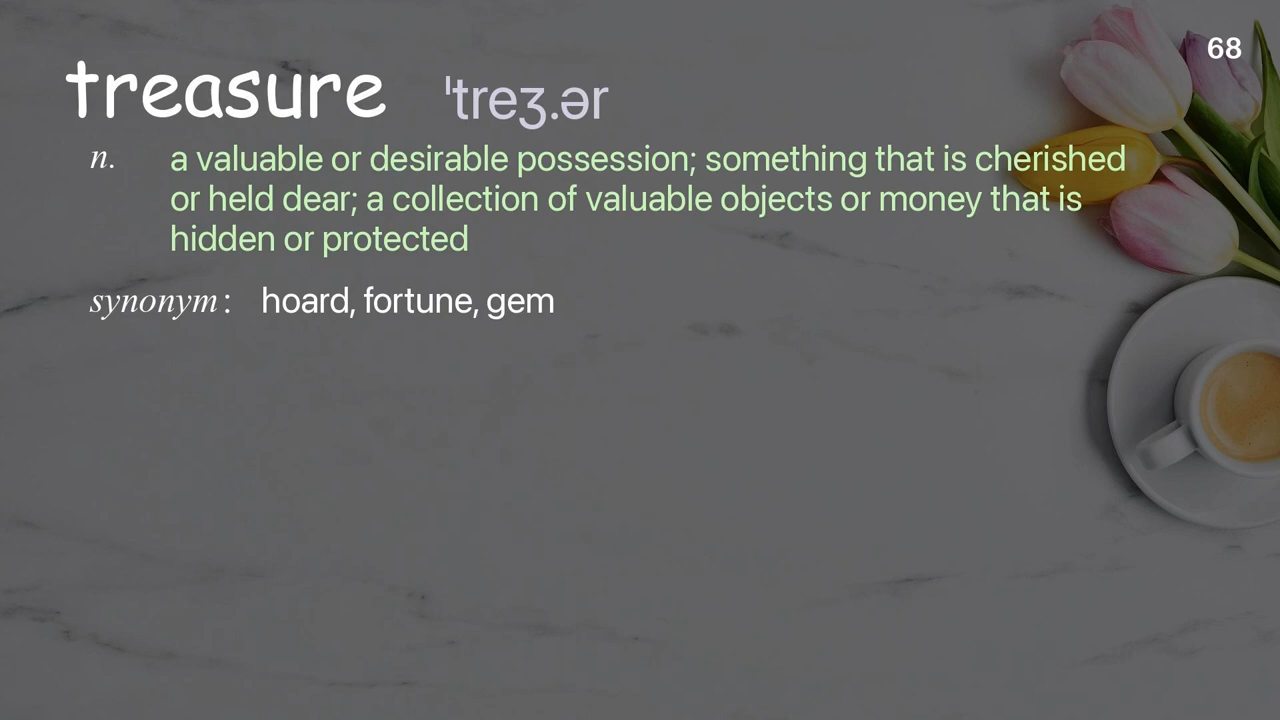 68
treasure ˈtreʒ.ər
n. a valuable or desirable possession; something that is cherished
or held dear; a collection of valuable objects or money that is
hidden or protected
synonym: hoard, fortune, gem